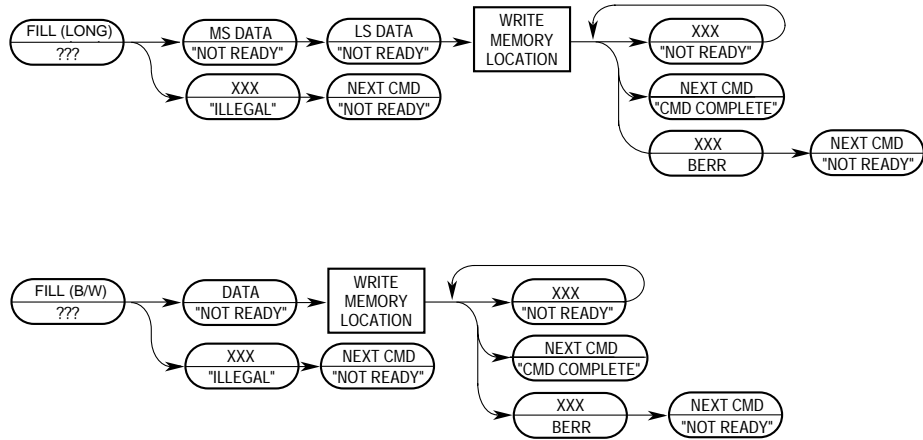 FILL (LONG)
???
MS DATA
"NOT READY"
LS DATA
"NOT READY"
WRITE
MEMORY
LOCATION
XXX
"NOT READY"
XXX
"ILLEGAL"
NEXT CMD
"NOT READY"
NEXT CMD
"CMD COMPLETE"
XXX
BERR
NEXT CMD
"NOT READY"
FILL (B/W)
???
DATA
"NOT READY"
WRITE
MEMORY
LOCATION
XXX
"NOT READY"
XXX
"ILLEGAL"
NEXT CMD
"NOT READY"
NEXT CMD
"CMD COMPLETE"
XXX
BERR
NEXT CMD
"NOT READY"